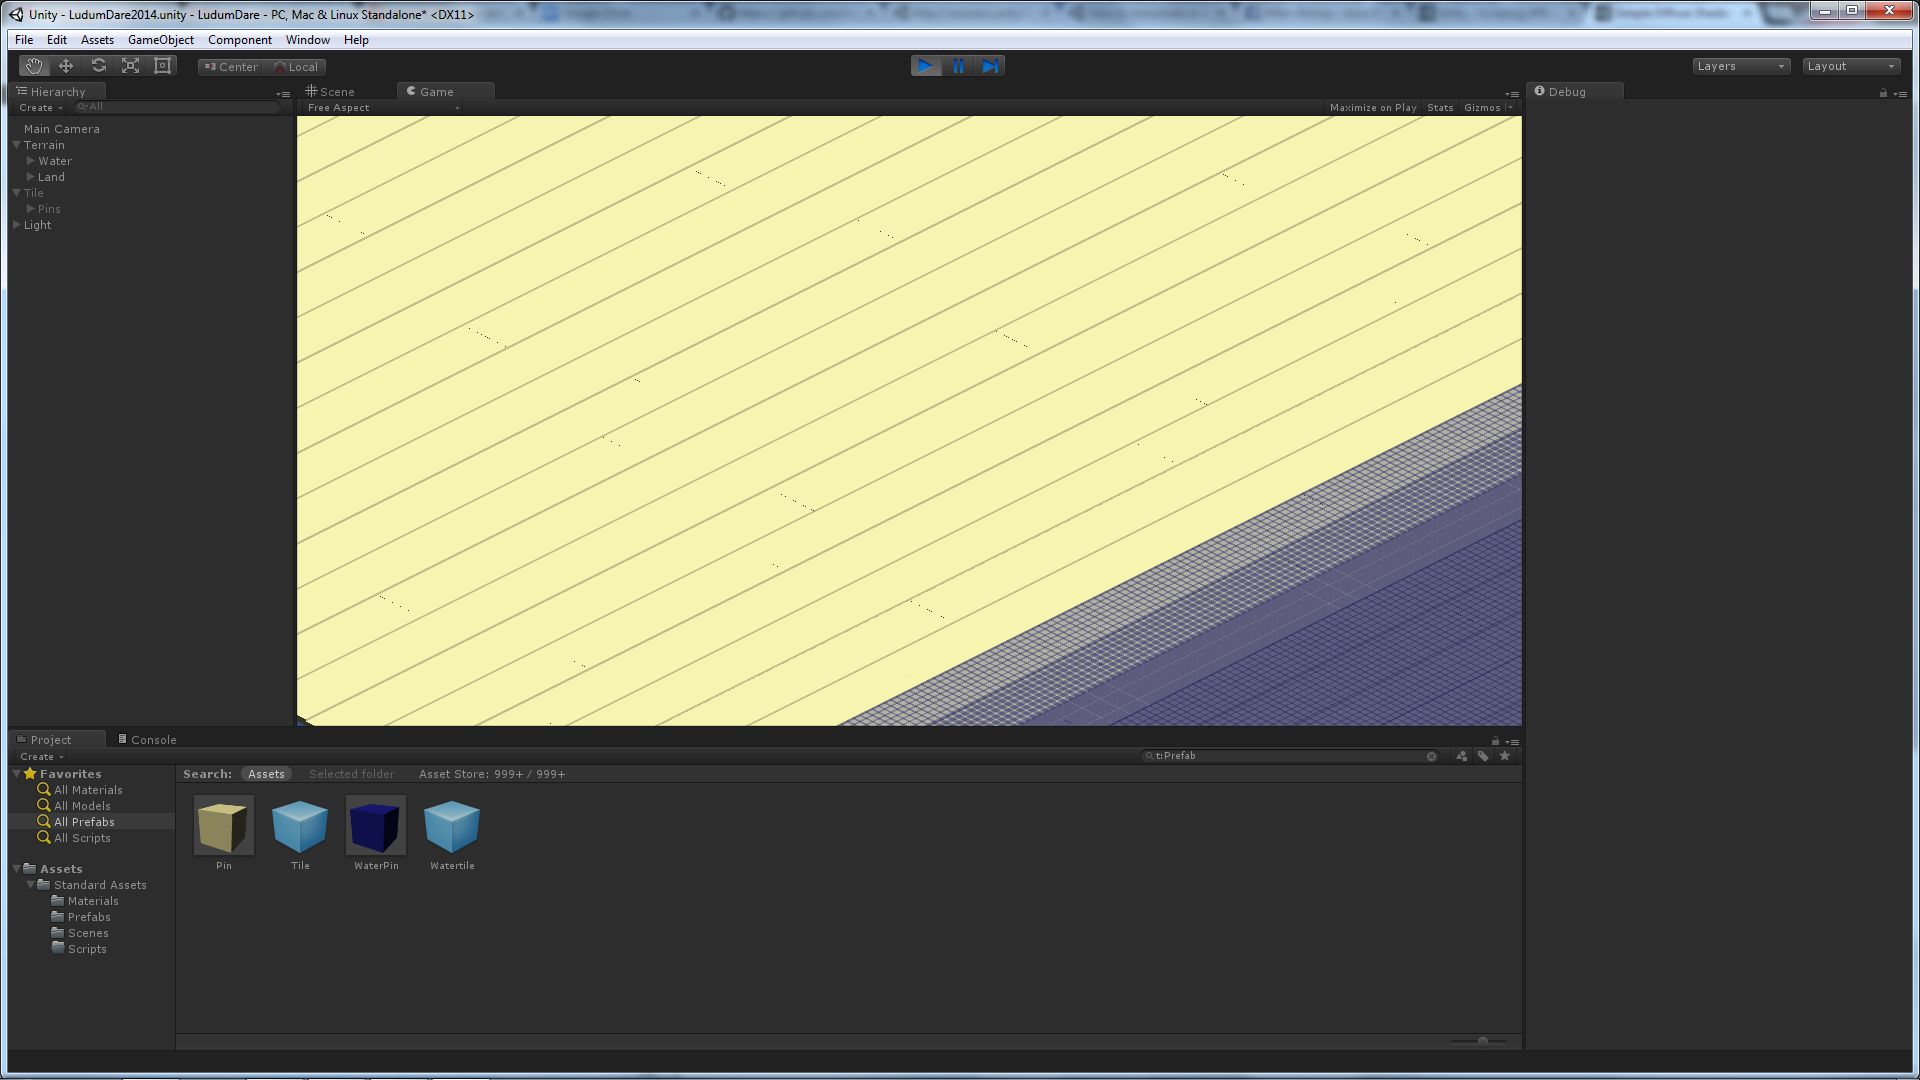 Unity - LudumDare2014.unity - LudumDare - PC, Mac & Linux Standalone* <DX11>
File Edit Assets GameObject Component Window Help
Center Local
Layers Layout
Hierarchy
Create All
Main Camera
Terrain
Water
Land
Tile
Pins
Light
Scene Game
Free Aspect Maximize on Play Stats Gizmos
Debug
Project Console
Create t:Prefab
Favorites
All Materials
All Models
All Prefabs
All Scripts
Assets
Standard Assets
Materials
Prefabs
Scenes
Scripts
Search: Assets Selected folder Asset Store: 999+ / 999+
Pin Tile WaterPin Watertile